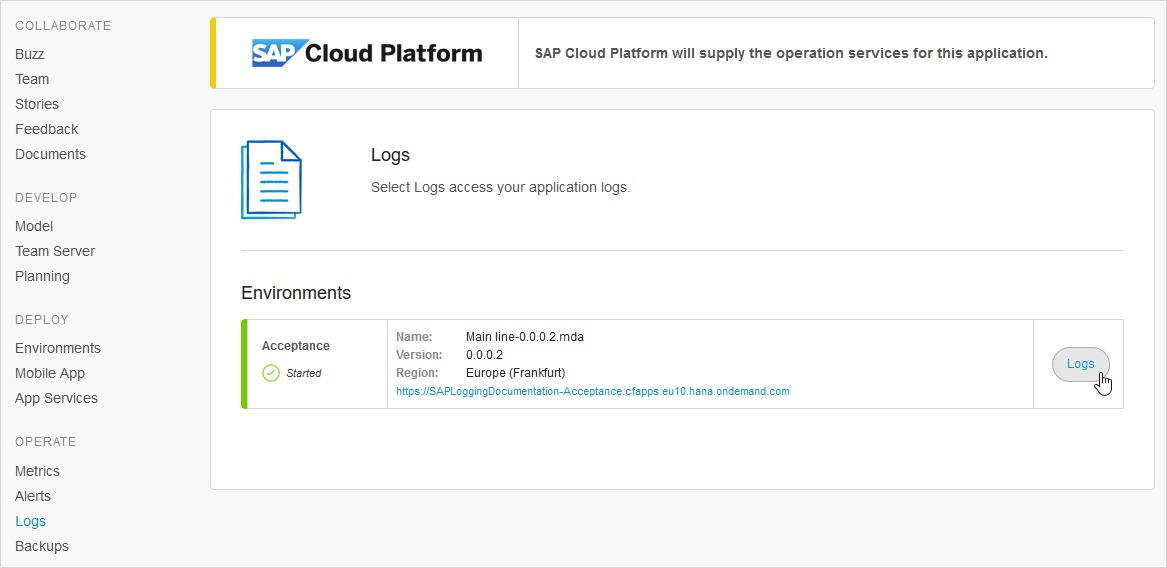 COLLABORATE
Buzz
Team
Stories
Feedback
Documents
DEVELOP
Model
Team Server
Planning
DEPLOY
Environments
Mobile App
App Services
OPERATE
Metrics
Alerts
Logs
Backups
SAP Cloud Platform
SAP Cloud Platform will supply the operation services for this application.
Logs
Select Logs access your application logs.
Environments
Acceptance
Started
Name: Main line-0.0.0.2.mda
Version: 0.0.0.2
Region: Europe (Frankfurt)
https://SAPLoggingDocumentation-Acceptance.cfapps.eu10.hana.ondemand.com
Logs